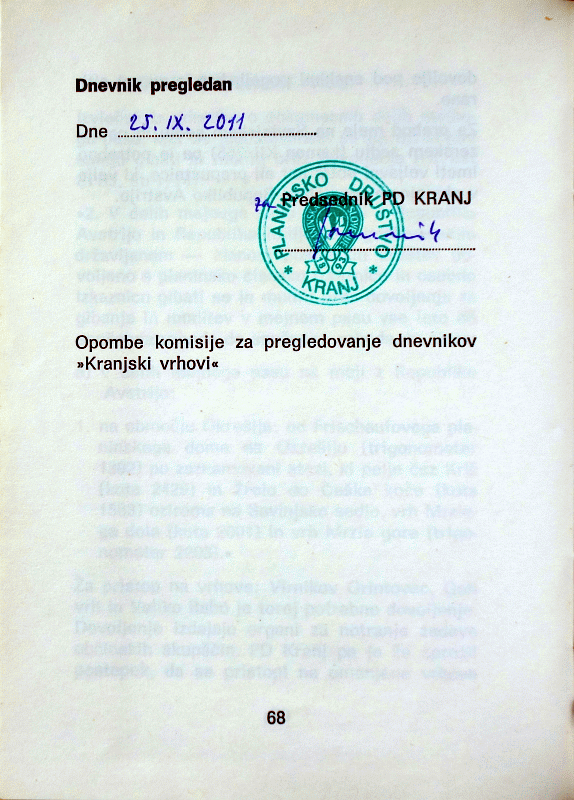 Dnevnik pregledan
Dne 25. IX. 2011
za Predsednik PD KRANJ
* PLANINSKO DRUŠTVO *
KRANJ
Opombe komisije za pregledovanje dnevnikov
»Kranjski vrhovi«
68